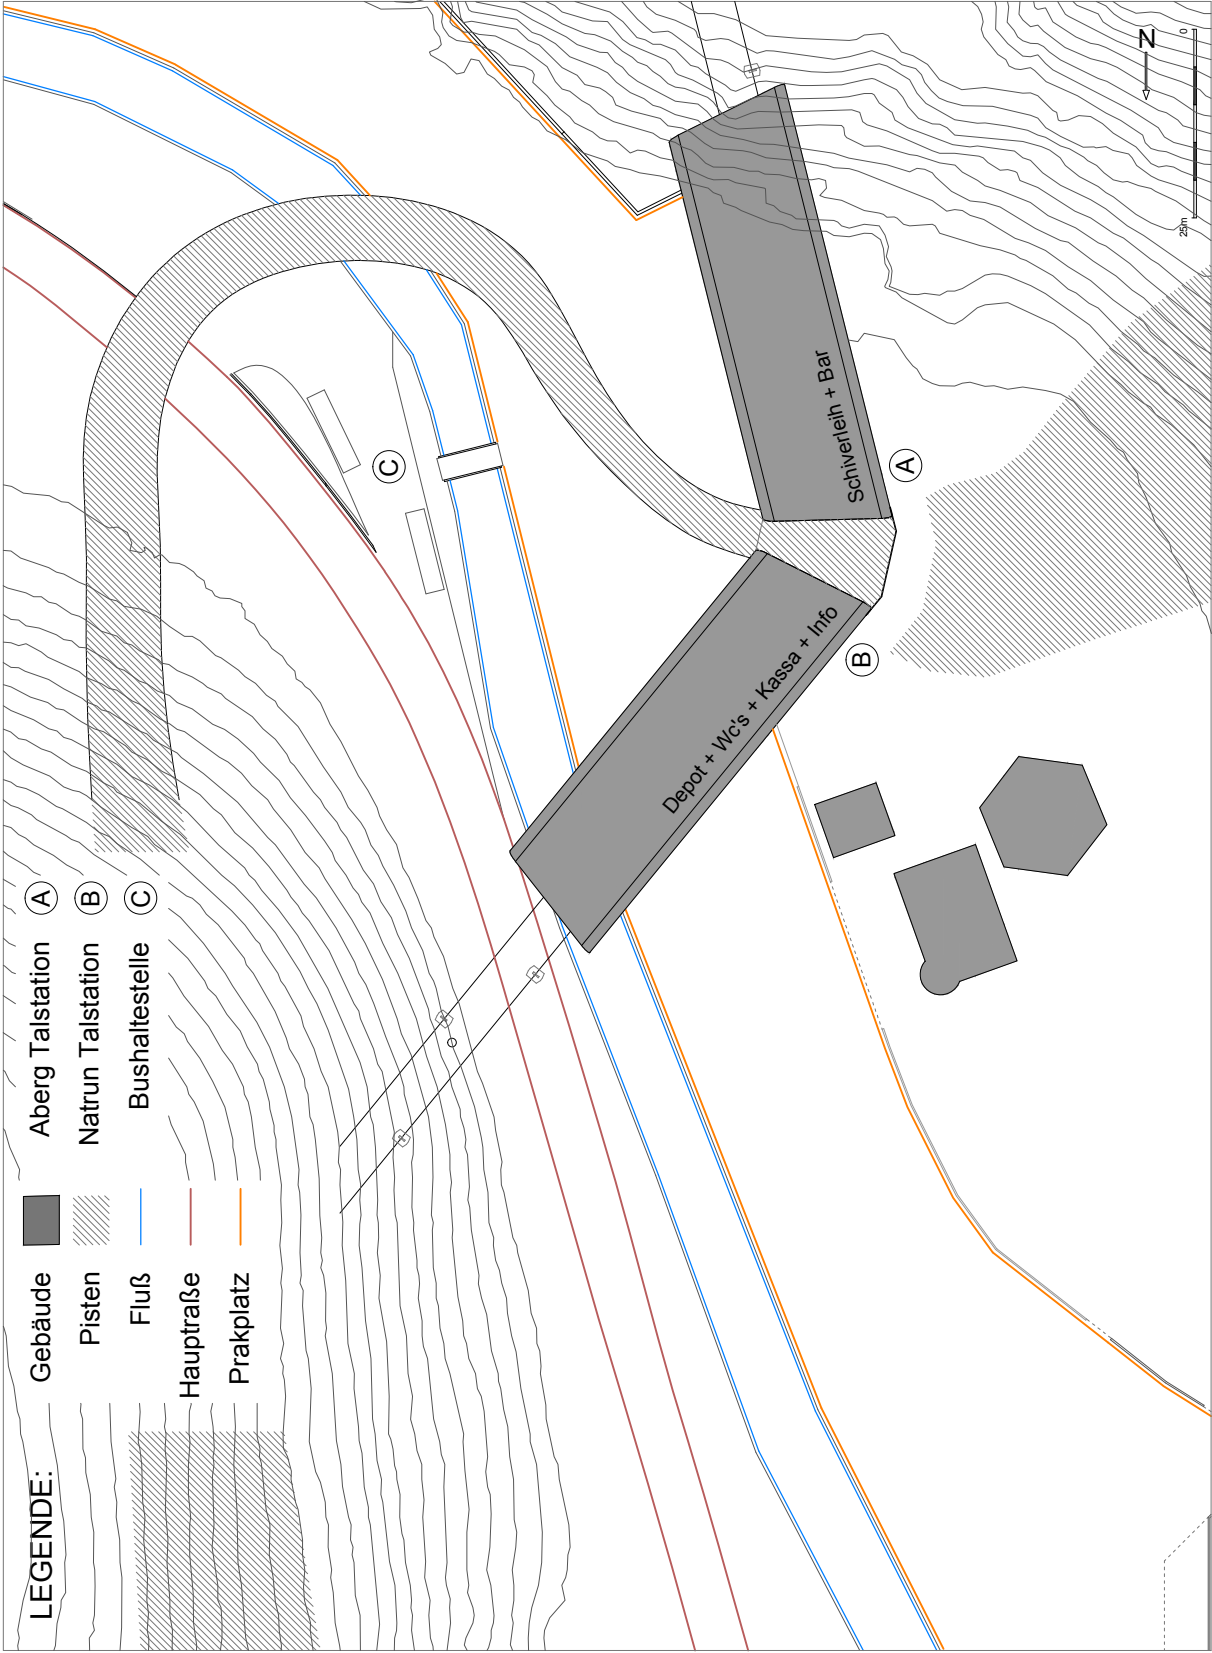 LEGENDE:
Gebäude
Pisten
Fluß
Hauptraße
Prakplatz
Aberg Talstation A
Natrun Talstation B
Bushaltestelle C
C
Schiverleih + Bar
A
Depot + Wc's + Kassa + Info
B
N
0
25m